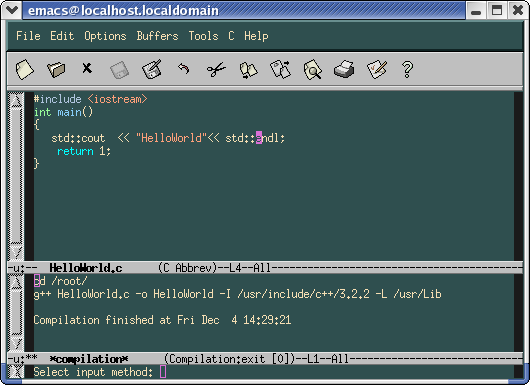 emacs@localhost.localdomain
File Edit Options Buffers Tools C Help
#include <iostream>
int main()
{
std::cout << "HelloWorld"<< std::endl;
return 1;
}
-u:-- HelloWorld.c (C Abbrev)--L4--All
cd /root/
g++ HelloWorld.c -o HelloWorld -I /usr/include/c++/3.2.2 -L /usr/Lib
Compilation finished at Fri Dec 4 14:29:21
-u:** *compilation* (Compilation:exit [0])--L1--All
Select input method: